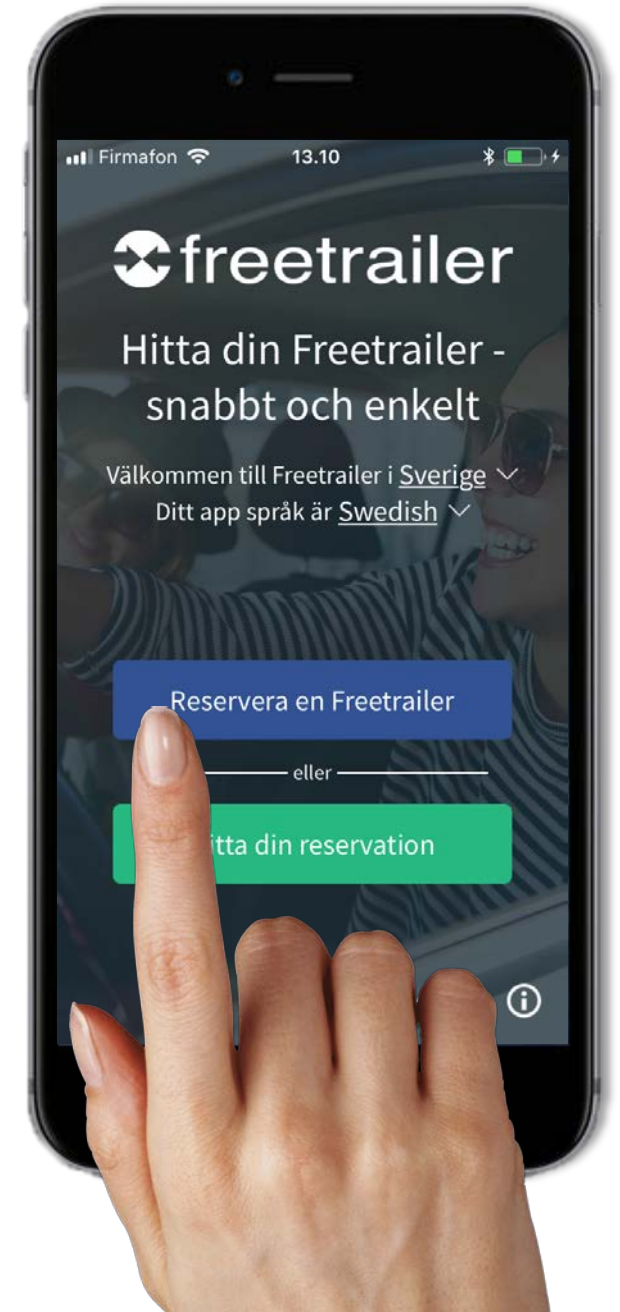 Firmafon 13.10
freetrailer
Hitta din Freetrailer -
snabbt och enkelt
Välkommen till Freetrailer i Sverige
Ditt app språk är Swedish
Reservera en Freetrailer
eller
din reservation